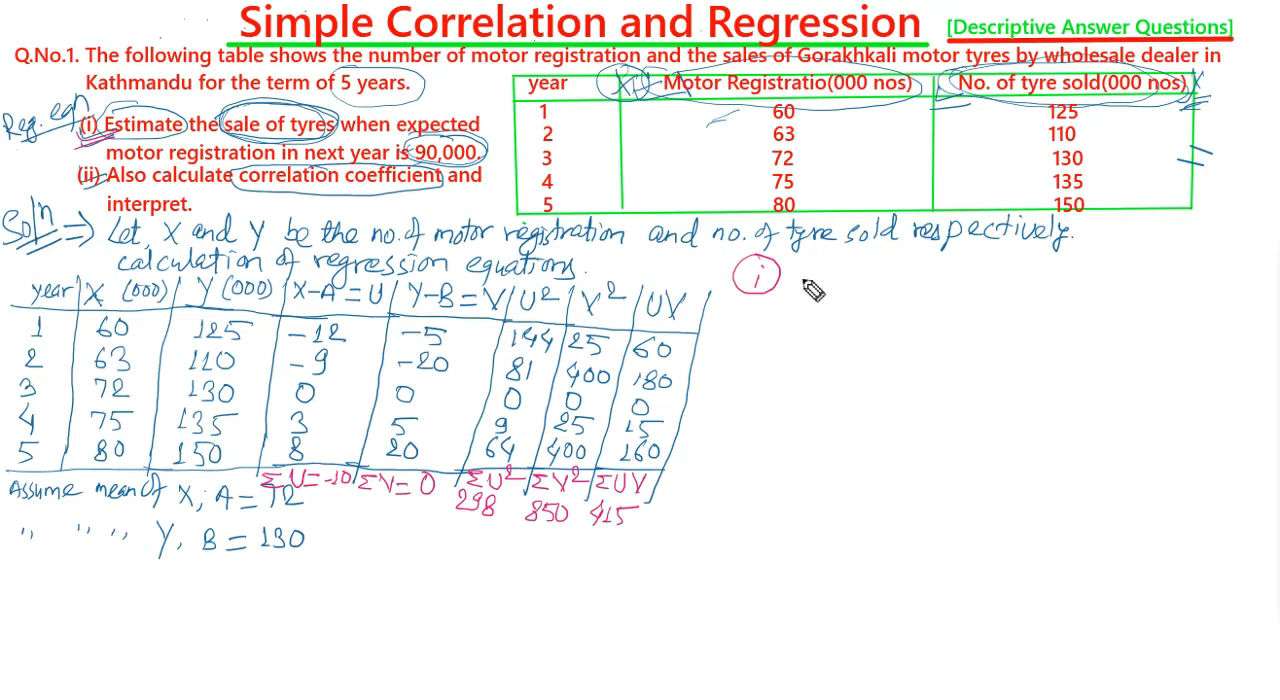 Simple Correlation and Regression [Descriptive Answer Questions]
Q.No.1. The following table shows the number of motor registration and the sales of Gorakhkali motor tyres by wholesale dealer in
Kathmandu for the term of 5 years.
Reg. eqn
(i) Estimate the sale of tyres when expected
motor registration in next year is 90,000.
(ii) Also calculate correlation coefficient and
interpret.
year X Motor Registratio(000 nos) No. of tyre sold(000 nos) Y
1 60 125
2 63 110
3 72 130
4 75 135
5 80 150
Soln => Let, X and Y be the no. of motor registration and no. of tyre sold respectively.
calculation of regression equations.
i
year X (000) Y (000) X-A = U Y-B = V U² V² UV
1 60 125 -12 -5 144 25 60
2 63 110 -9 -20 81 400 180
3 72 130 0 0 0 0 0
4 75 135 3 5 9 25 15
5 80 150 8 20 64 400 160
ΣU = -10 ΣV = 0 ΣU² ΣV² ΣUV
298 850 415
Assume mean of X, A = 72
" " " Y, B = 130